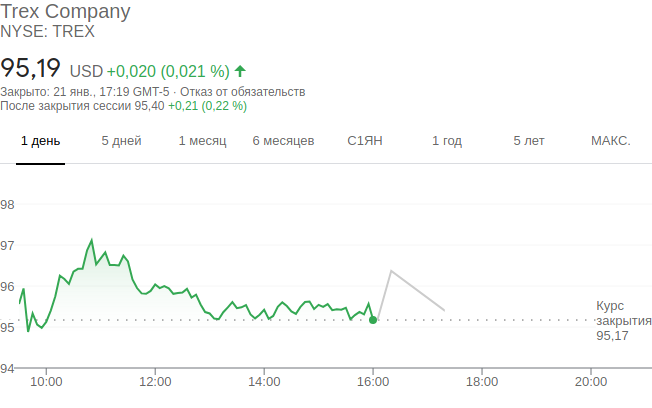 Trex Company
NYSE: TREX
95,19 USD +0,020 (0,021 %)
Закрыто: 21 янв., 17:19 GMT-5 · Отказ от обязательств
После закрытия сессии 95,40 +0,21 (0,22 %)
1 день 5 дней 1 месяц 6 месяцев С1ЯН 1 год 5 лет МАКС.
98
97
96
95
94
Курс
закрытия
95,17
10:00 12:00 14:00 16:00 18:00 20:00